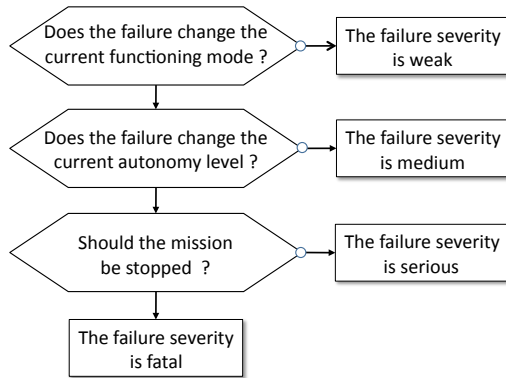 Does the failure change the
current functioning mode ?
The failure severity
is weak
Does the failure change the
current autonomy level ?
The failure severity
is medium
Should the mission
be stopped ?
The failure severity
is serious
The failure severity
is fatal